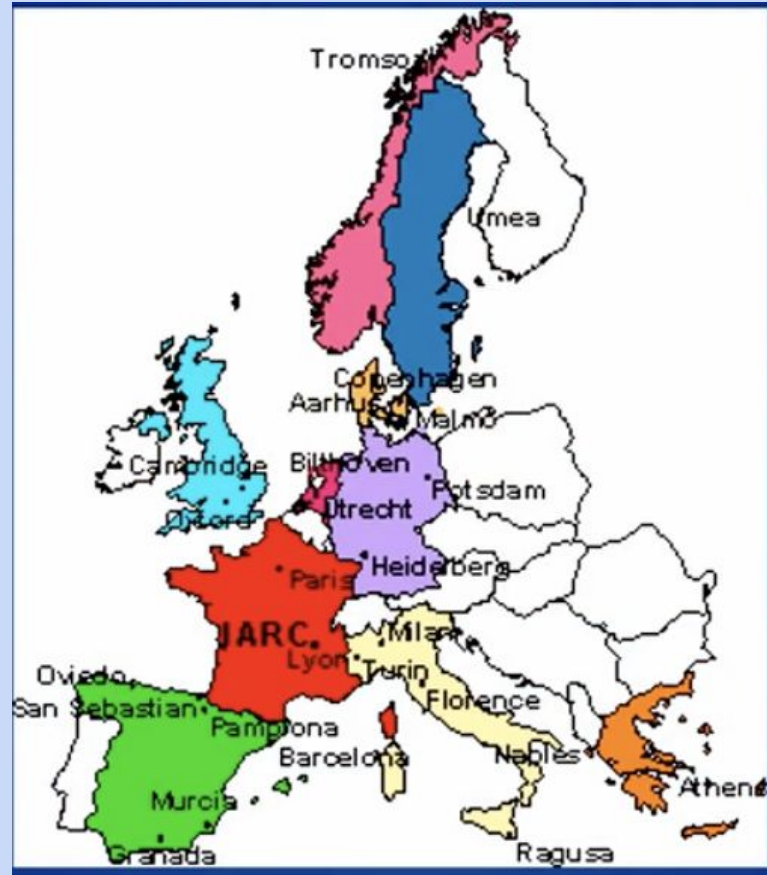 Tromso
Umea
Copenhagen
Aarhus
Malmo
Cambridge
Bilthoven
Potsdam
Oxford
Utrecht
Heidelberg
Paris
IARC
Milan
Lyon
Turin
Oviedo
San Sebastian
Florence
Pamplona
Barcelona
Naples
Athens
Murcia
Granada
Ragusa